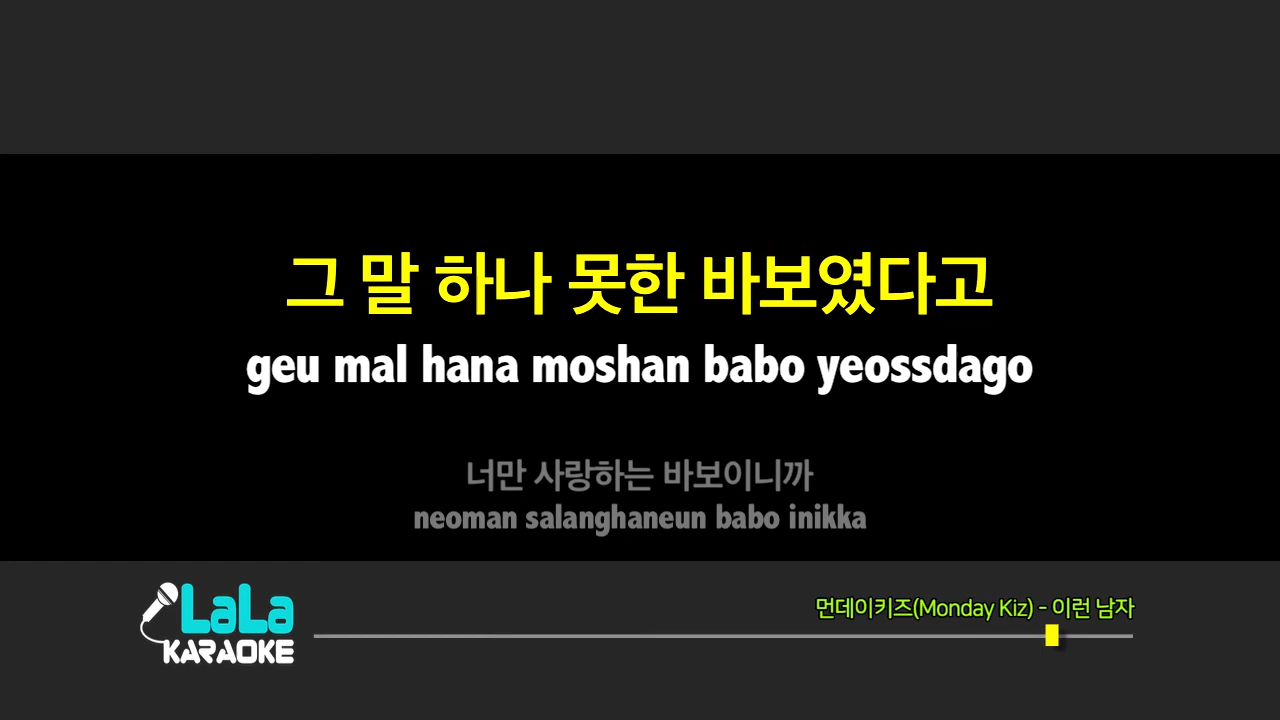 그 말 하나 못한 바보였다고
geu mal hana moshan babo yeossdago
너만 사랑하는 바보이니까
neoman salanghaneun babo inikka
먼데이키즈(Monday Kiz) - 이런 남자
LaLa
KARAOKE